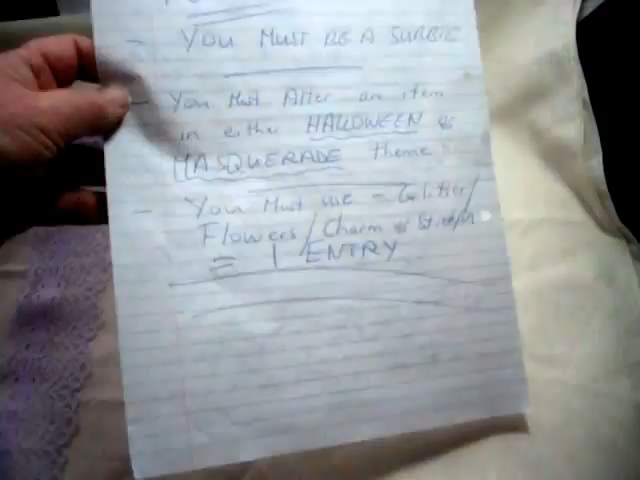 - YOU MUST BE A SUBBIE
- You Must Alter an item
in either HALLOWEEN or
MASQUERADE theme
- You Must use - Glitter/
Flowers/Charm or
= 1 ENTRY